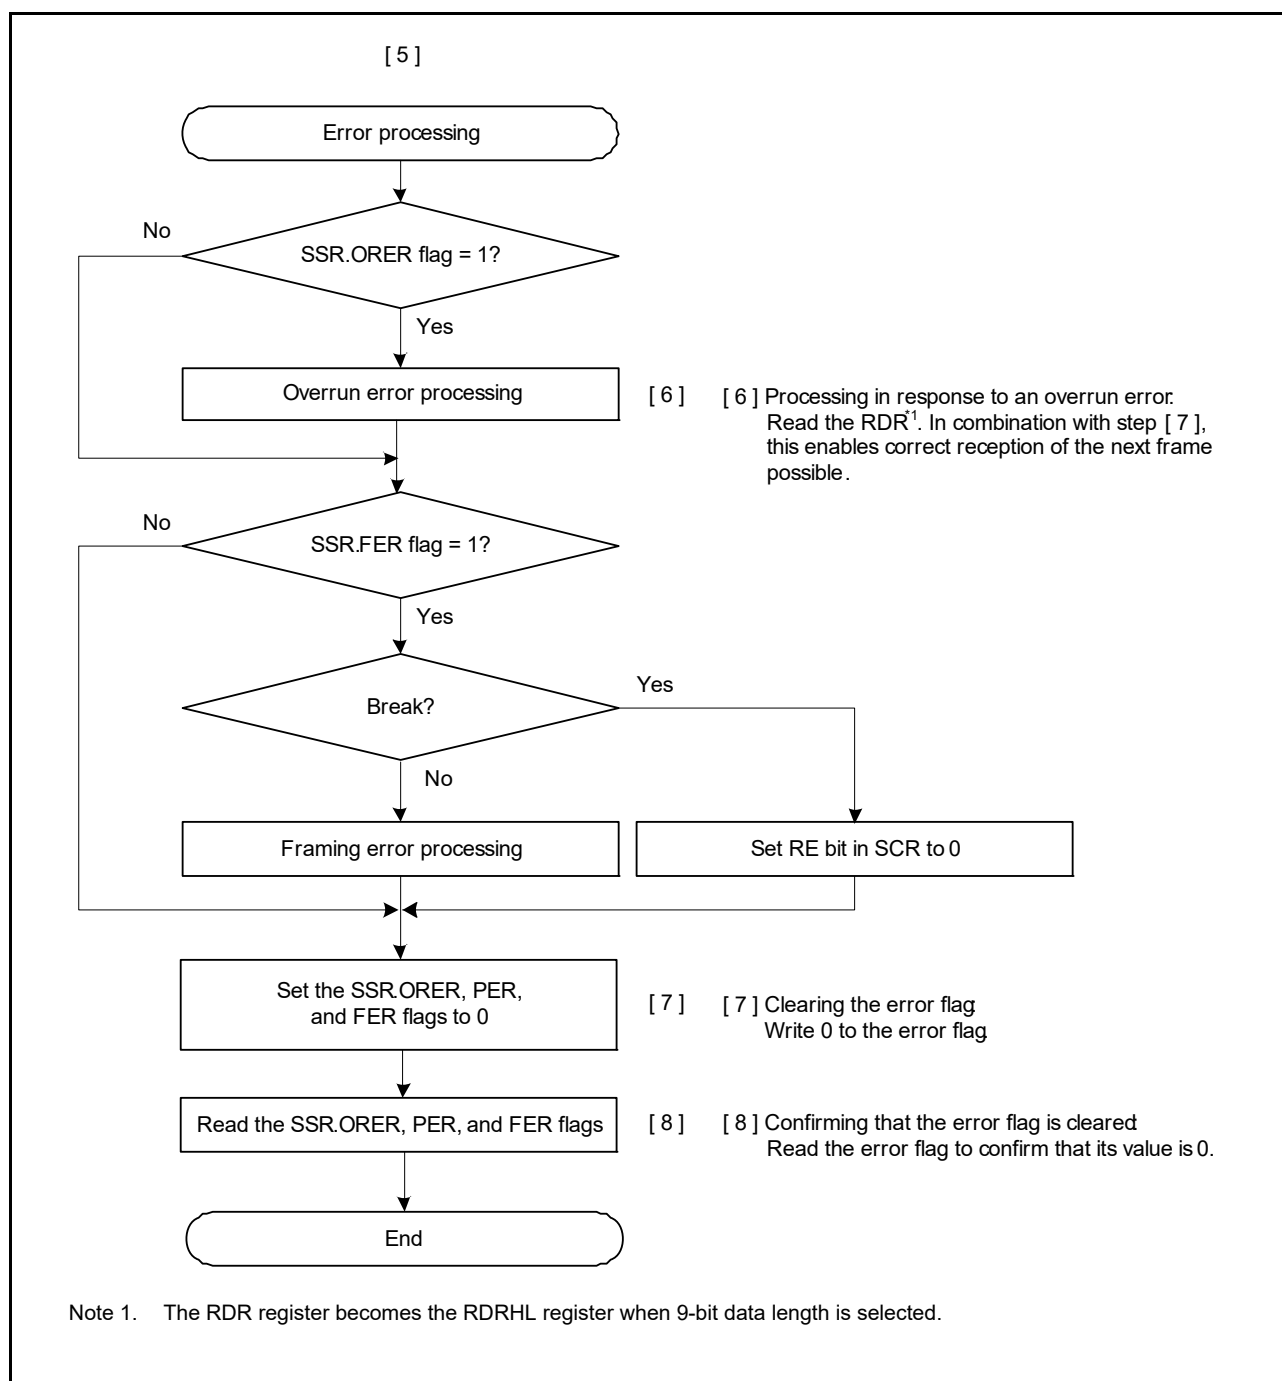 [ 5 ]
Error processing
No
SSR.ORER flag = 1?
Yes
Overrun error processing
[ 6 ]
[ 6 ] Processing in response to an overrun error:
Read the RDR*1. In combination with step [ 7 ],
this enables correct reception of the next frame
possible.
No
SSR.FER flag = 1?
Yes
Break?
Yes
No
Framing error processing
Set RE bit in SCR to 0
Set the SSR.ORER, PER,
and FER flags to 0
[ 7 ]
[ 7 ] Clearing the error flag:
Write 0 to the error flag.
Read the SSR.ORER, PER, and FER flags
[ 8 ]
[ 8 ] Confirming that the error flag is cleared:
Read the error flag to confirm that its value is 0.
End
Note 1. The RDR register becomes the RDRHL register when 9-bit data length is selected.